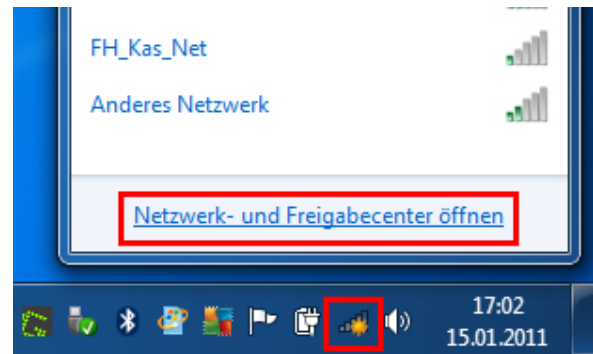 FH_Kas_Net
Anderes Netzwerk
Netzwerk- und Freigabecenter öffnen
17:02
15.01.2011